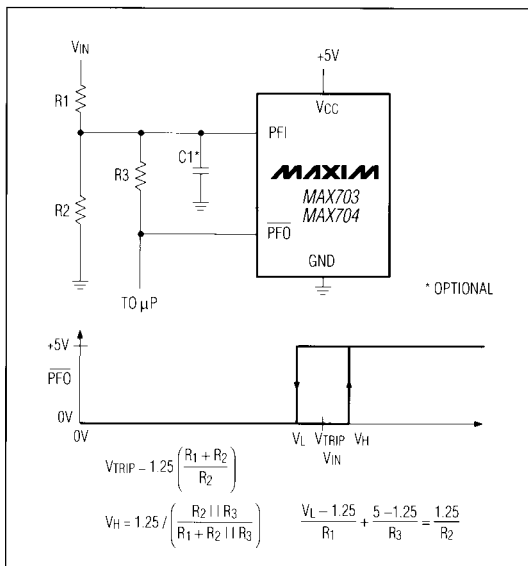 VIN
+5V
R1
VCC
PFI
C1*
R3
MAXIM
MAX703
MAX704
R2
PFO
GND
TO μP
* OPTIONAL
+5V
PFO
0V
0V
VL
VTRIP
VH
VIN
VTRIP – 1.25 (R1 + R2 / R2)
VH = 1.25 / (R2 || R3 / R1 + R2 || R3)
VL – 1.25 / R1 + 5 – 1.25 / R3 = 1.25 / R2